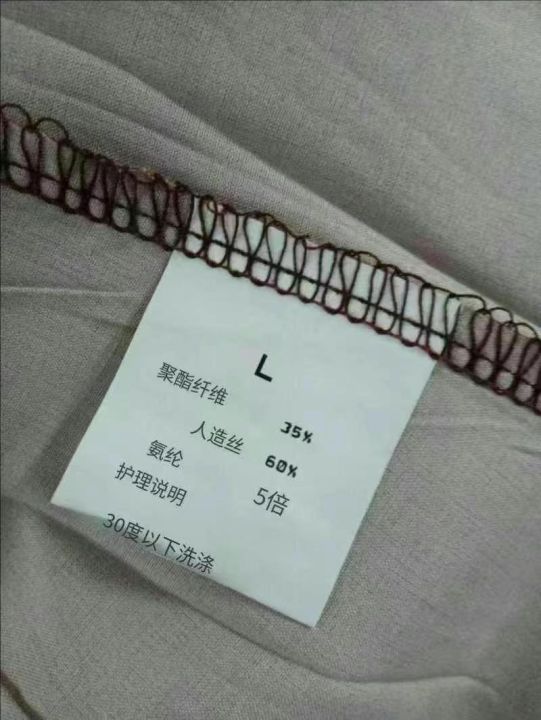 L
聚酯纤维 35%
人造丝 60%
氨纶 5倍
护理说明
30度以下洗涤